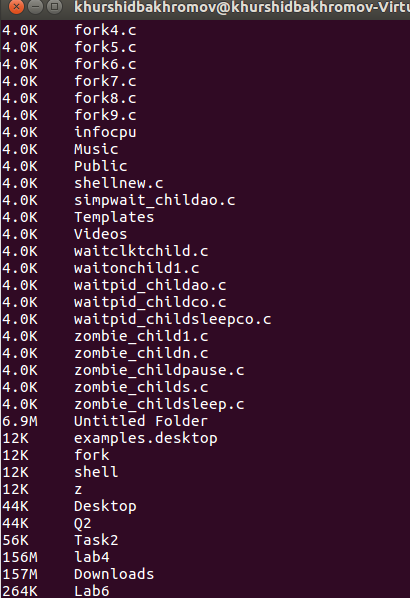 khurshidbakhromov@khurshidbakhromov-Virtu
4.0K fork4.c
4.0K fork5.c
4.0K fork6.c
4.0K fork7.c
4.0K fork8.c
4.0K fork9.c
4.0K infocpu
4.0K Music
4.0K Public
4.0K shellnew.c
4.0K simpwait_childao.c
4.0K Templates
4.0K Videos
4.0K waitclktchild.c
4.0K waitonchild1.c
4.0K waitpid_childao.c
4.0K waitpid_childco.c
4.0K waitpid_childsleepco.c
4.0K zombie_child1.c
4.0K zombie_childn.c
4.0K zombie_childpause.c
4.0K zombie_childs.c
4.0K zombie_childsleep.c
6.9M Untitled Folder
12K examples.desktop
12K fork
12K shell
12K z
44K Desktop
44K Q2
56K Task2
156M lab4
157M Downloads
264K Lab6